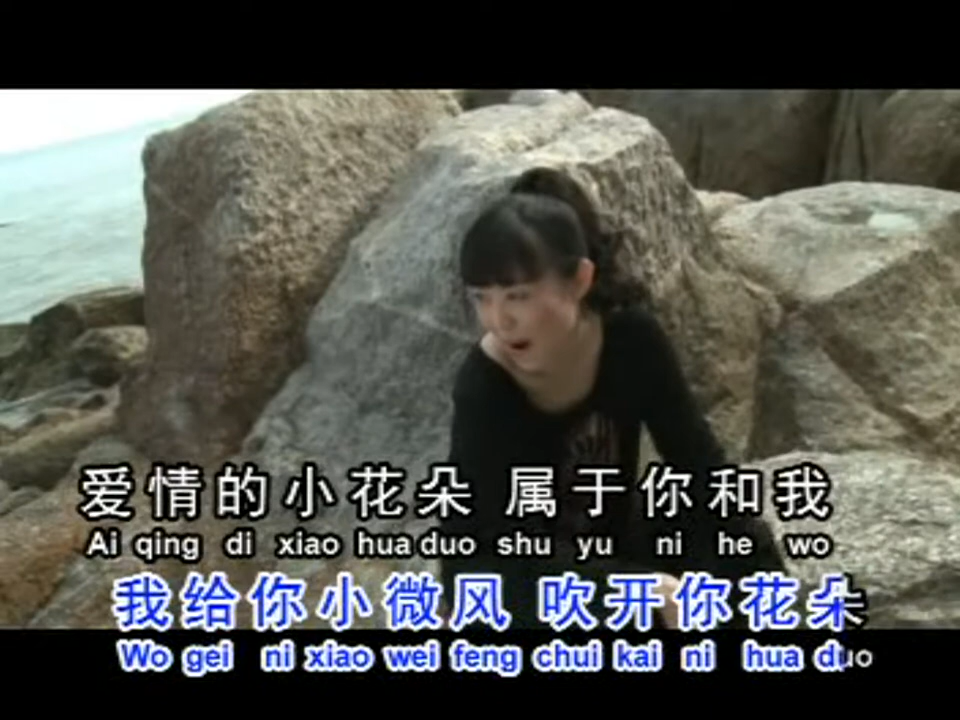 爱情的小花朵 属于你和我
Ai qing di xiao hua duo shu yu ni he wo
我给你小微风 吹开你花朵
Wo gei ni xiao wei feng chui kai ni hua duo